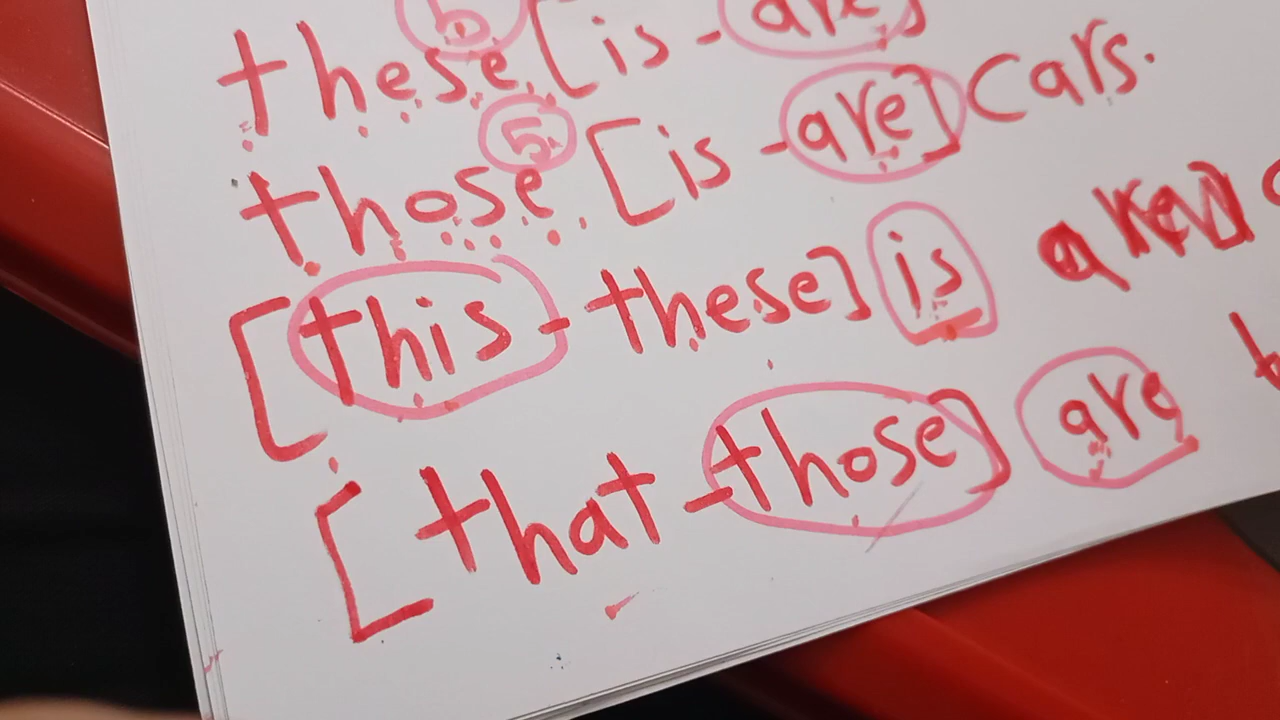 these [is - are]
those [is - are] cars.
[this - these] is a
[that - those] are